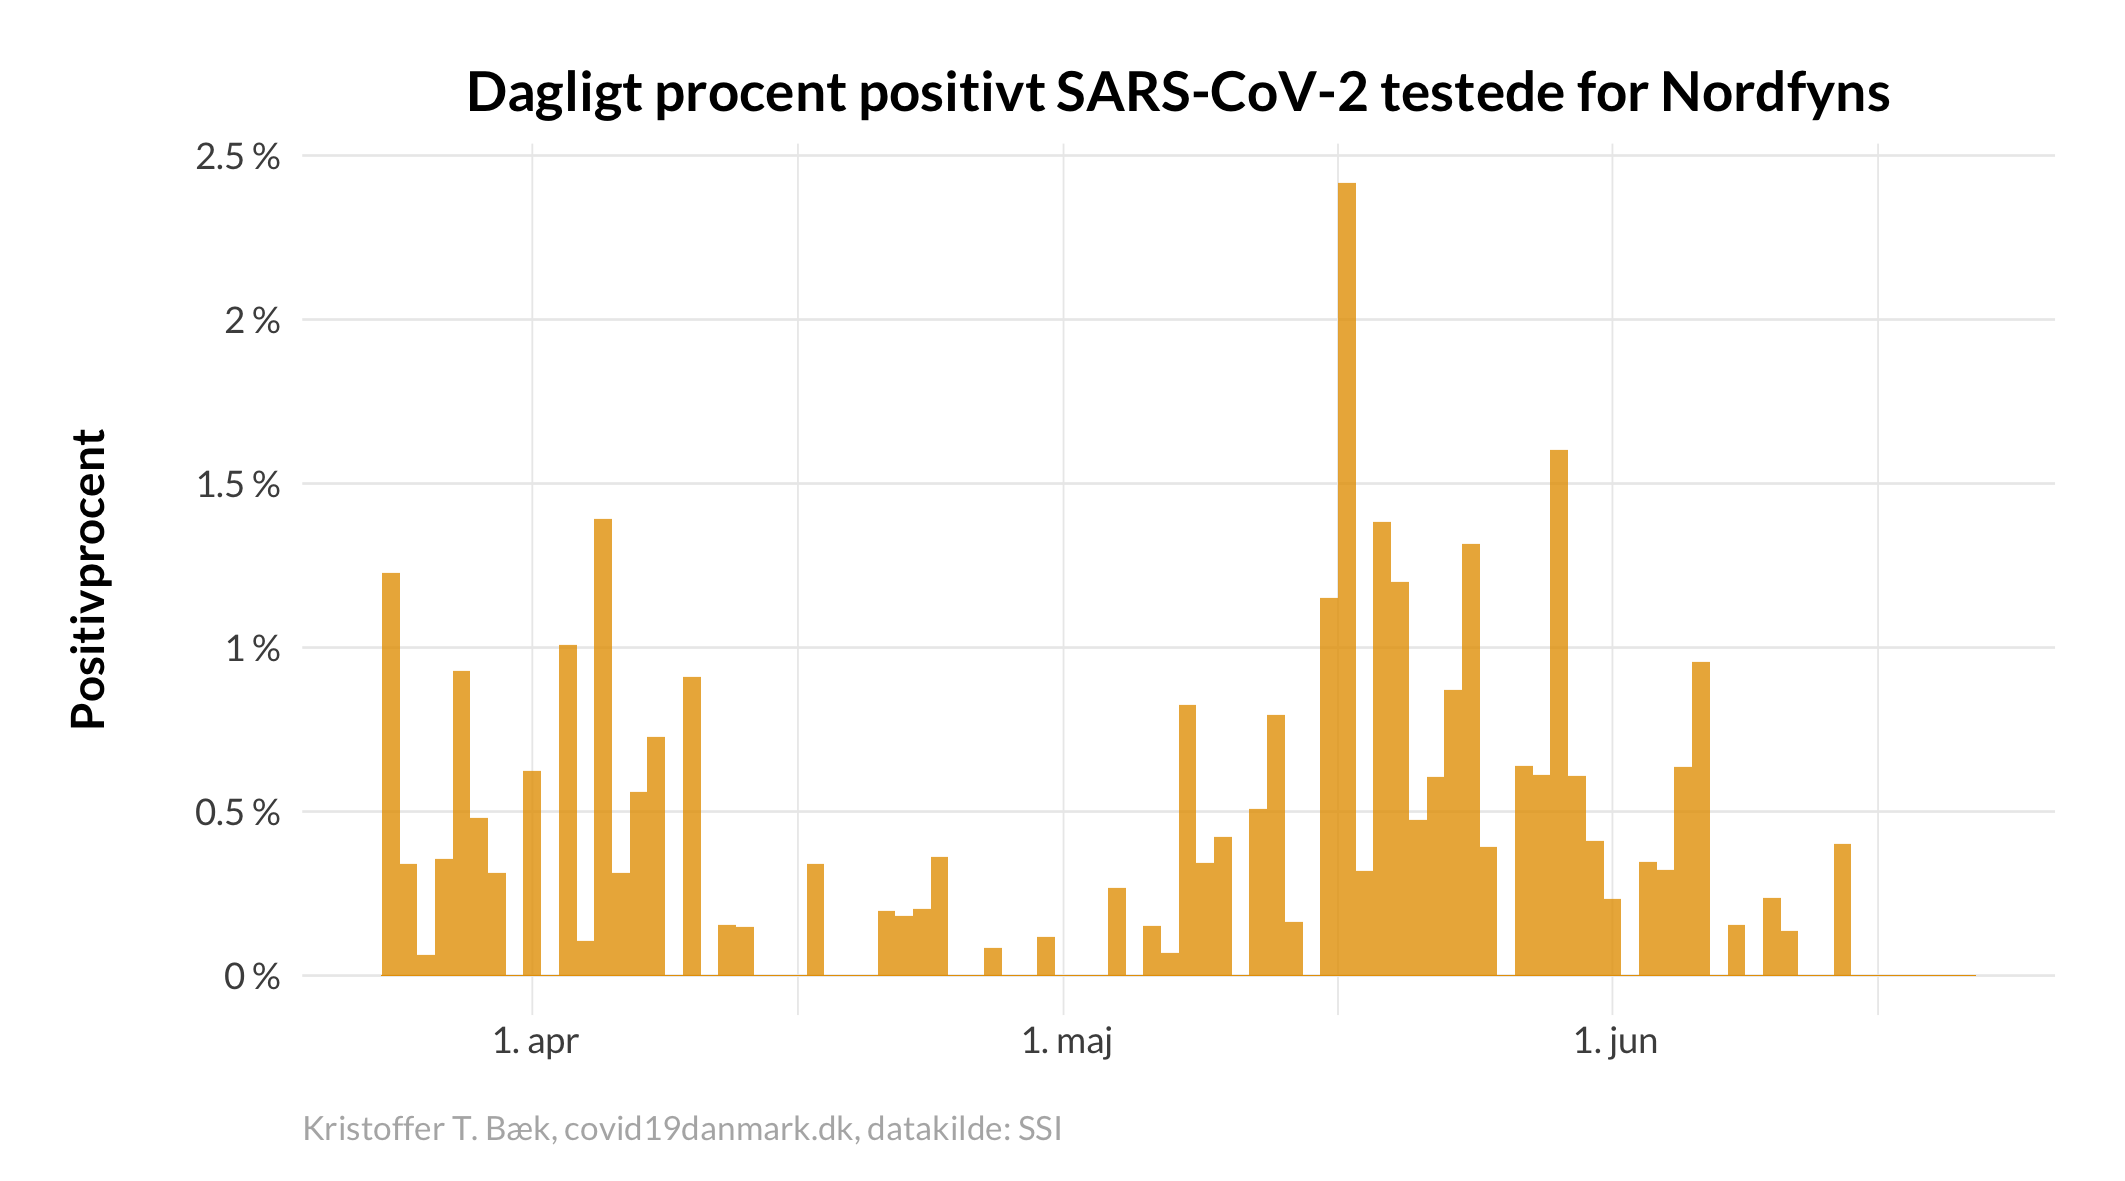 Dagligt procent positivt SARS-CoV-2 testede for Nordfyns
Positivprocent
2.5 %
2 %
1.5 %
1 %
0.5 %
0 %
1. apr
1. maj
1. jun
Kristoffer T. Bæk, covid19danmark.dk, datakilde: SSI